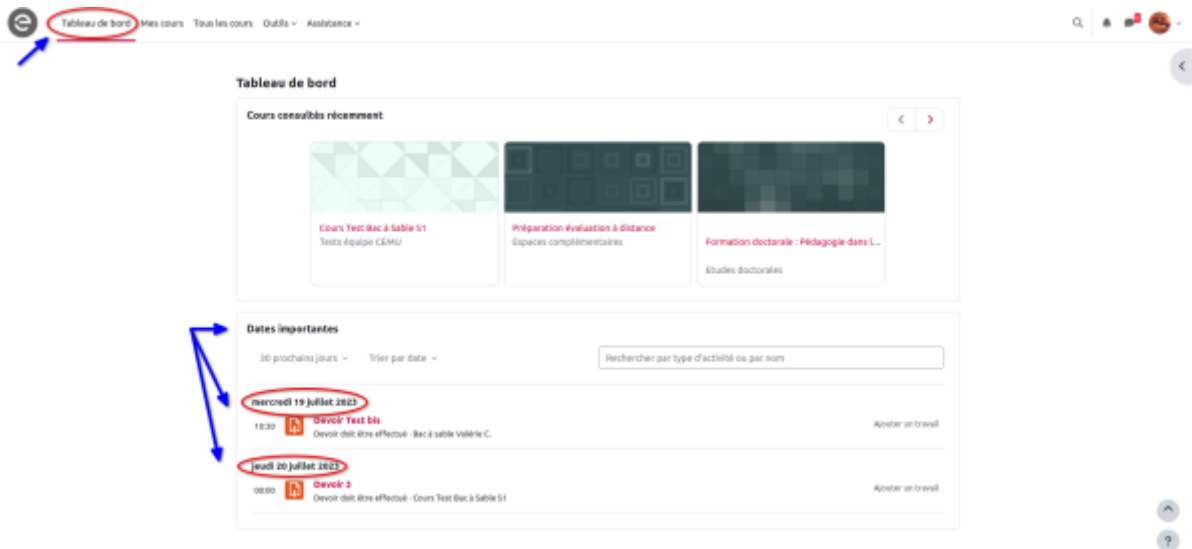 e Tableau de bord Mes cours Tous les cours Outils Assistance
Tableau de bord
Cours consultés récemment
Cours Test Bac à Sable S1
Tests équipe CEMU
Préparation évaluation à distance
Espaces complémentaires
Formation doctorale : Pédagogie dans l...
Etudes doctorales
Dates importantes
30 prochains jours Trier par date Rechercher par type d'activité ou par nom
mercredi 19 juillet 2023
10:30 Devoir Test bis Ajouter un travail
Devoir doit être effectué - Bac à sable Valérie C.
jeudi 20 juillet 2023
00:00 Devoir 3 Ajouter un travail
Devoir doit être effectué - Cours Test Bac à Sable S1
?